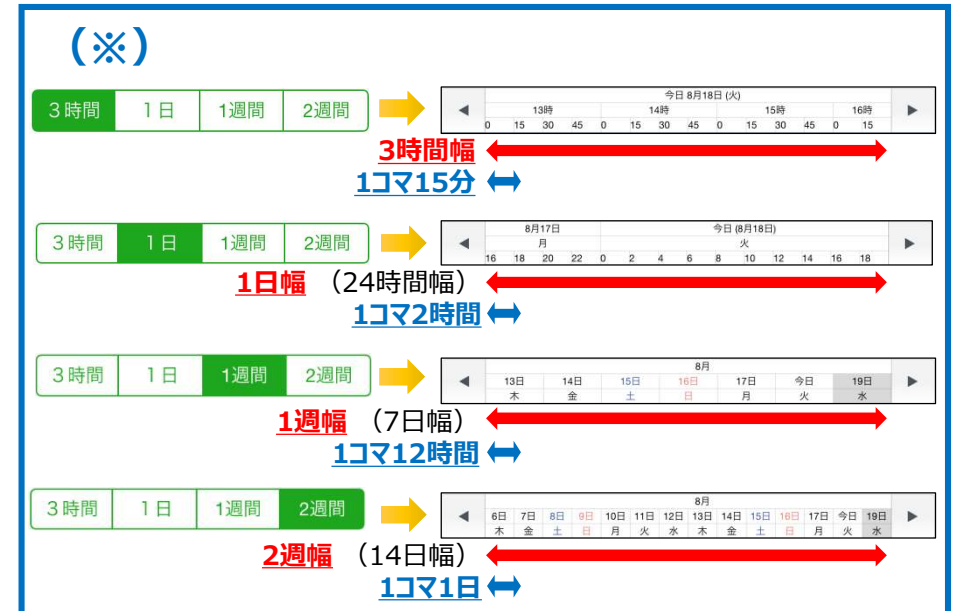 (※)
3時間 1日 1週間 2週間
今日 8月18日 (火)
13時 14時 15時 16時
0 15 30 45 0 15 30 45 0 15 30 45 0 15
3時間幅
1コマ15分
3時間 1日 1週間 2週間
8月17日 今日 (8月18日)
月 火
16 18 20 22 0 2 4 6 8 10 12 14 16 18
1日幅 (24時間幅)
1コマ2時間
3時間 1日 1週間 2週間
8月
13日 14日 15日 16日 17日 今日 19日
木 金 土 日 月 火 水
1週幅 (7日幅)
1コマ12時間
3時間 1日 1週間 2週間
8月
6日 7日 8日 9日 10日 11日 12日 13日 14日 15日 16日 17日 今日 19日
木 金 土 日 月 火 水 木 金 土 日 月 火 水
2週幅 (14日幅)
1コマ1日